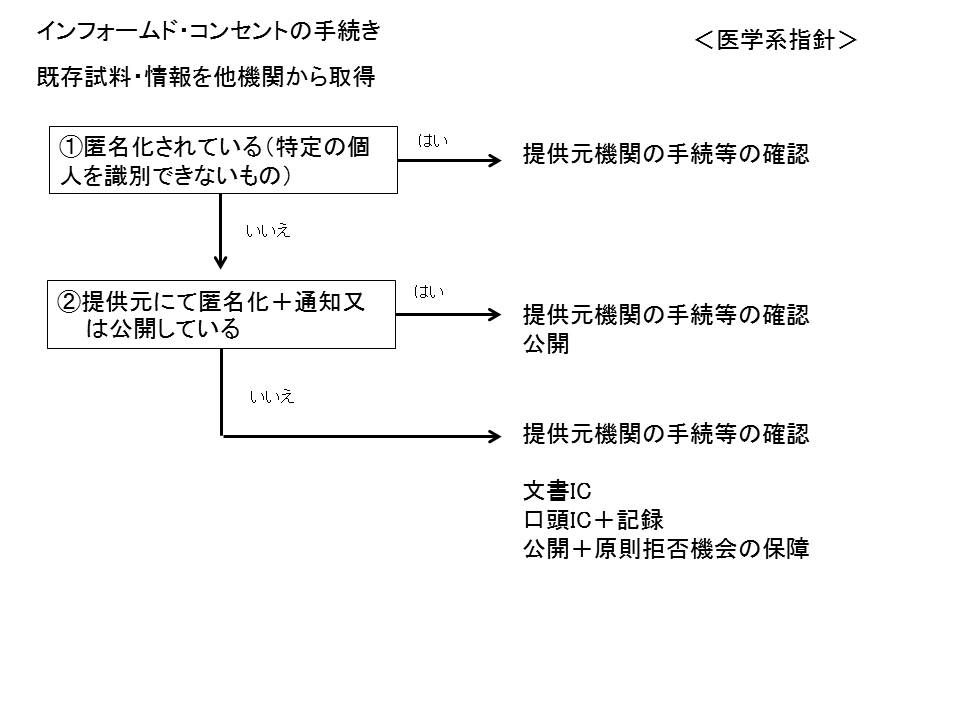 インフォームド・コンセントの手続き
＜医学系指針＞
既存試料・情報を他機関から取得
①匿名化されている（特定の個
人を識別できないもの）
はい
提供元機関の手続等の確認
いいえ
②提供元にて匿名化＋通知又
は公開している
はい
提供元機関の手続等の確認
公開
いいえ
提供元機関の手続等の確認
文書IC
口頭IC＋記録
公開＋原則拒否機会の保障